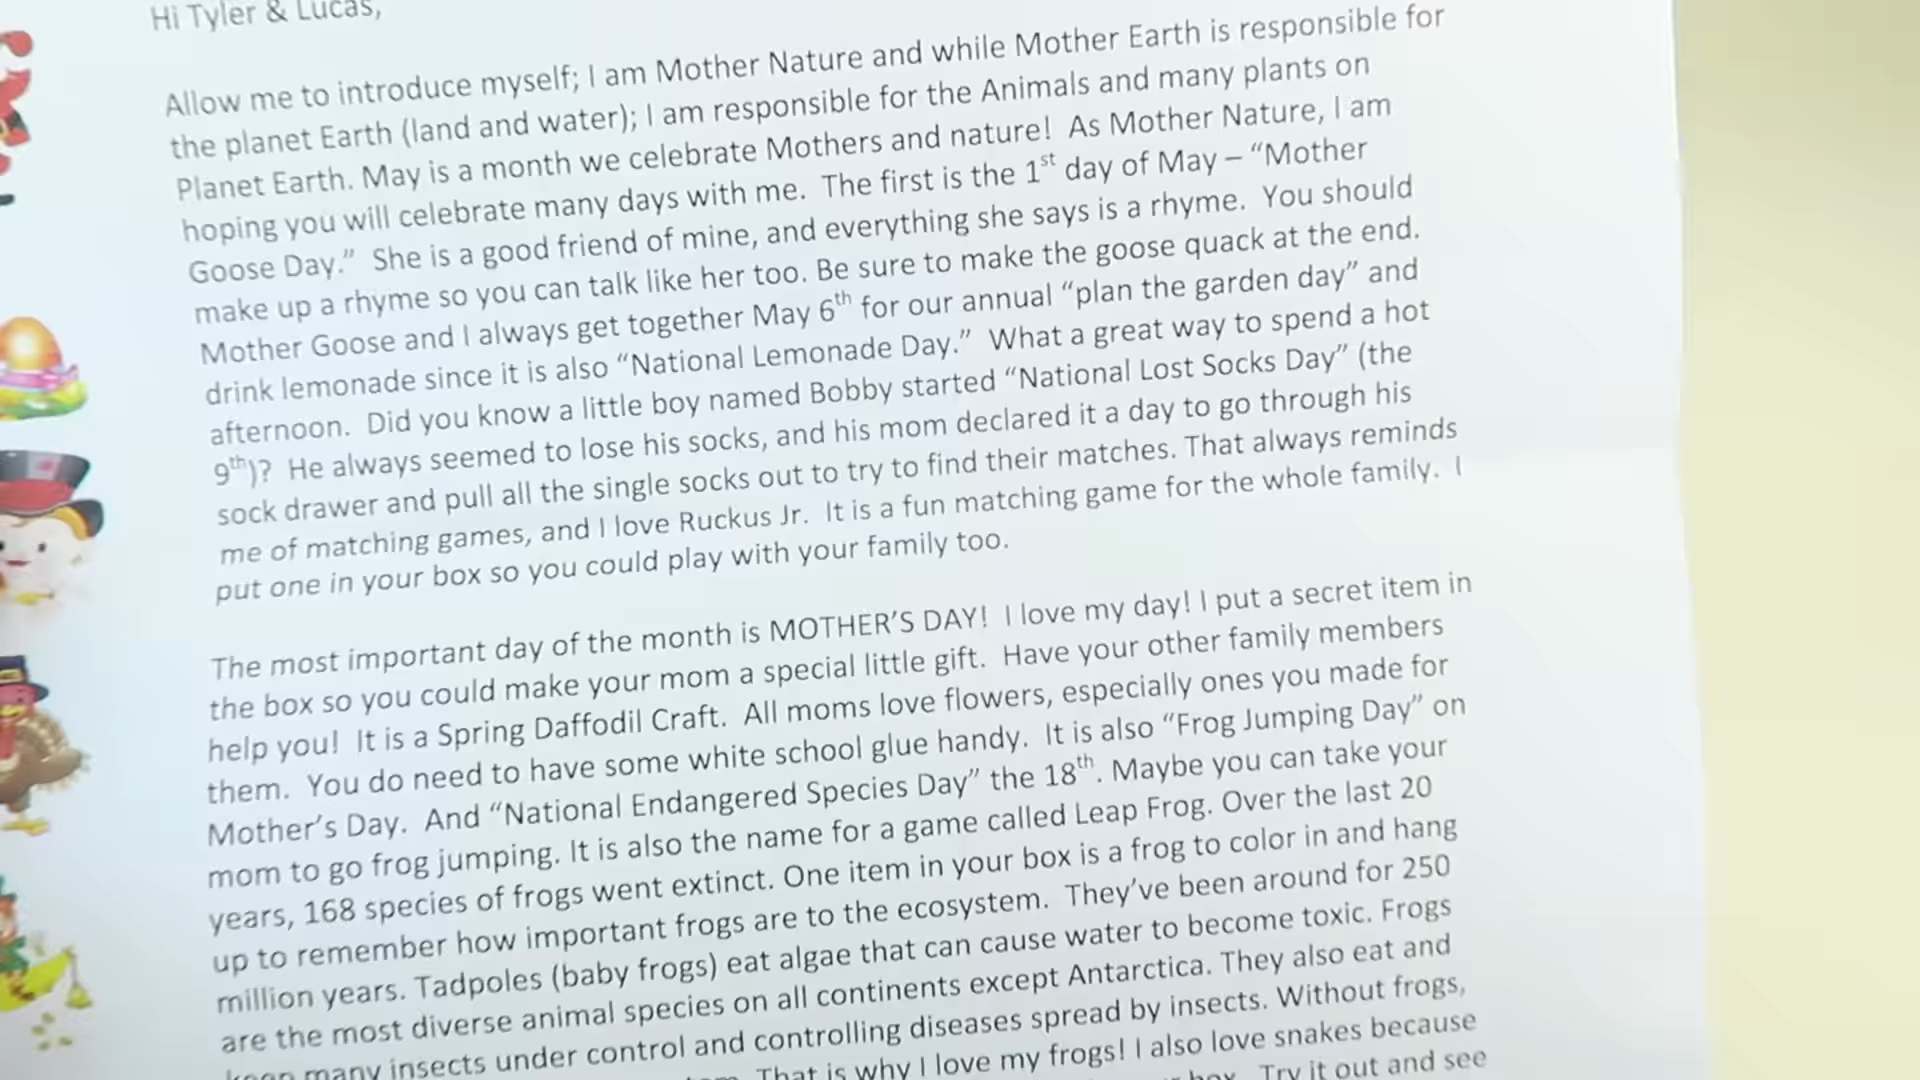 Hi Tyler & Lucas,
Allow me to introduce myself; I am Mother Nature and while Mother Earth is responsible for
the planet Earth (land and water); I am responsible for the Animals and many plants on
Planet Earth. May is a month we celebrate Mothers and nature! As Mother Nature, I am
hoping you will celebrate many days with me. The first is the 1st day of May – “Mother
Goose Day.” She is a good friend of mine, and everything she says is a rhyme. You should
make up a rhyme so you can talk like her too. Be sure to make the goose quack at the end.
Mother Goose and I always get together May 6th for our annual “plan the garden day” and
drink lemonade since it is also “National Lemonade Day.” What a great way to spend a hot
afternoon. Did you know a little boy named Bobby started “National Lost Socks Day” (the
9th)? He always seemed to lose his socks, and his mom declared it a day to go through his
sock drawer and pull all the single socks out to try to find their matches. That always reminds
me of matching games, and I love Ruckus Jr. It is a fun matching game for the whole family. I
put one in your box so you could play with your family too.
The most important day of the month is MOTHER’S DAY! I love my day! I put a secret item in
the box so you could make your mom a special little gift. Have your other family members
help you! It is a Spring Daffodil Craft. All moms love flowers, especially ones you made for
them. You do need to have some white school glue handy. It is also “Frog Jumping Day” on
Mother’s Day. And “National Endangered Species Day” the 18th. Maybe you can take your
mom to go frog jumping. It is also the name for a game called Leap Frog. Over the last 20
years, 168 species of frogs went extinct. One item in your box is a frog to color in and hang
up to remember how important frogs are to the ecosystem. They’ve been around for 250
million years. Tadpoles (baby frogs) eat algae that can cause water to become toxic. Frogs
are the most diverse animal species on all continents except Antarctica. They also eat and
keep many insects under control and controlling diseases spread by insects. Without frogs,
That is why I love my frogs! I also love snakes because
box. Try it out and see